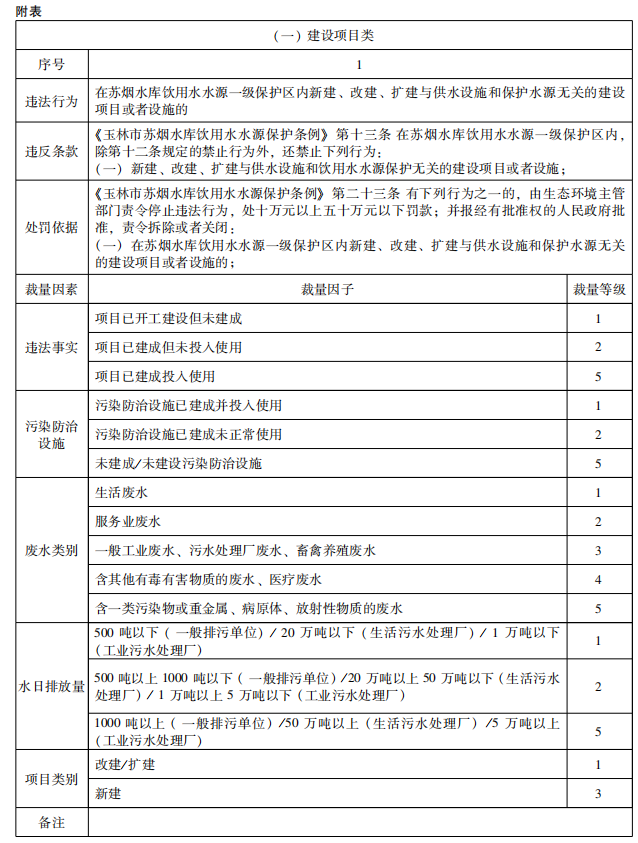 附表
(一) 建设项目类
序号
1
违法行为
在苏烟水库饮用水水源一级保护区内新建、改建、扩建与供水设施和保护水源无关的建设
项目或者设施的
违反条款
《玉林市苏烟水库饮用水水源保护条例》第十三条 在苏烟水库饮用水水源一级保护区内,
除第十二条规定的禁止行为外, 还禁止下列行为:
(一) 新建、改建、扩建与供水设施和饮用水水源保护无关的建设项目或者设施;
处罚依据
《玉林市苏烟水库饮用水水源保护条例》第二十三条 有下列行为之一的, 由生态环境主管
部门责令停止违法行为, 处十万元以上五十万元以下罚款; 并报经有批准权的人民政府批
准, 责令拆除或者关闭:
(一) 在苏烟水库饮用水水源一级保护区内新建、改建、扩建与供水设施和保护水源无关
的建设项目或者设施的;
裁量因素
裁量因子
裁量等级
违法事实
项目已开工建设但未建成
1
项目已建成但未投入使用
2
项目已建成投入使用
5
污染防治
设施
污染防治设施已建成并投入使用
1
污染防治设施已建成未正常使用
2
未建成/未建设污染防治设施
5
废水类别
生活废水
1
服务业废水
2
一般工业废水、污水处理厂废水、畜禽养殖废水
3
含其他有毒有害物质的废水、医疗废水
4
含一类污染物或重金属、病原体、放射性物质的废水
5
水日排放量
500 吨以下 ( 一般排污单位) / 20 万吨以下 (生活污水处理厂) / 1 万吨以下
(工业污水处理厂)
1
500 吨以上 1000 吨以下 ( 一般排污单位) /20 万吨以上 50 万吨以下 (生活污水
处理厂) / 1 万吨以上 5 万吨以下 (工业污水处理厂)
2
1000 吨以上 ( 一般排污单位) /50 万吨以上 (生活污水处理厂) /5 万吨以上
(工业污水处理厂)
5
项目类别
改建/扩建
1
新建
3
备注